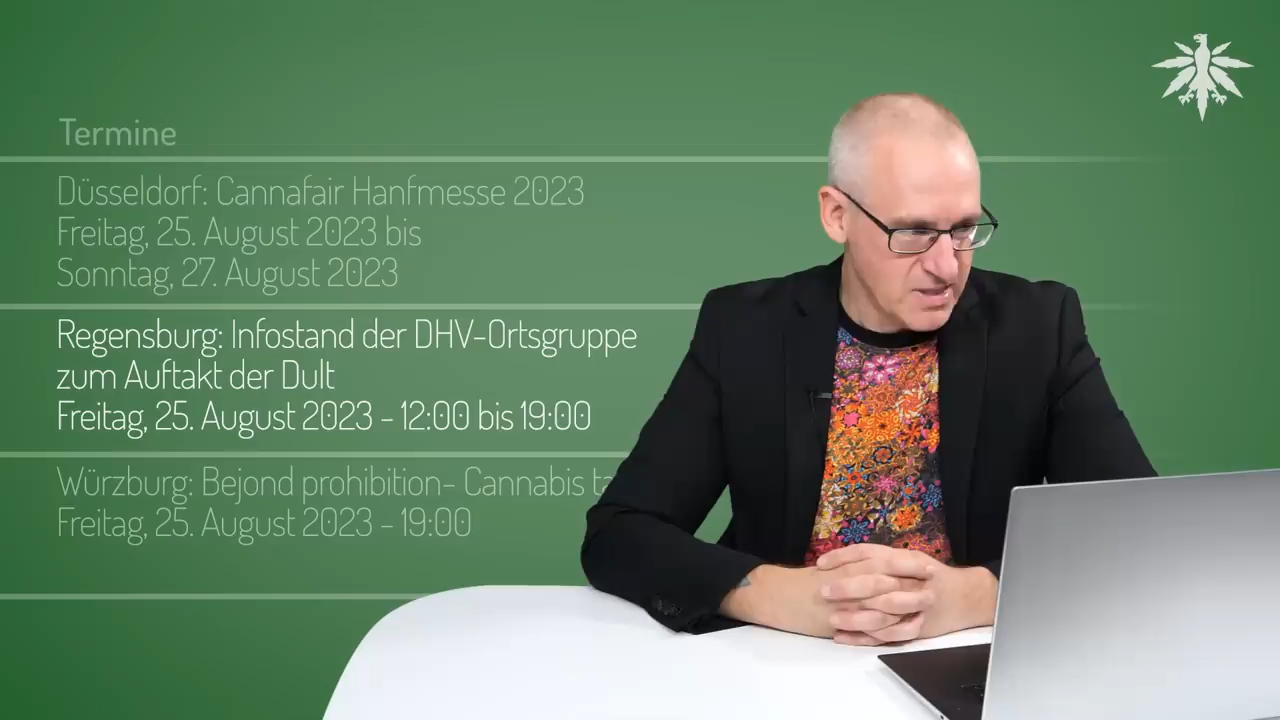 Termine
Düsseldorf: Cannafair Hanfmesse 2023
Freitag, 25. August 2023 bis
Sonntag, 27. August 2023
Regensburg: Infostand der DHV-Ortsgruppe
zum Auftakt der Dult
Freitag, 25. August 2023 - 12:00 bis 19:00
Würzburg: Bejond prohibition- Cannabis
Freitag, 25. August 2023 - 19:00